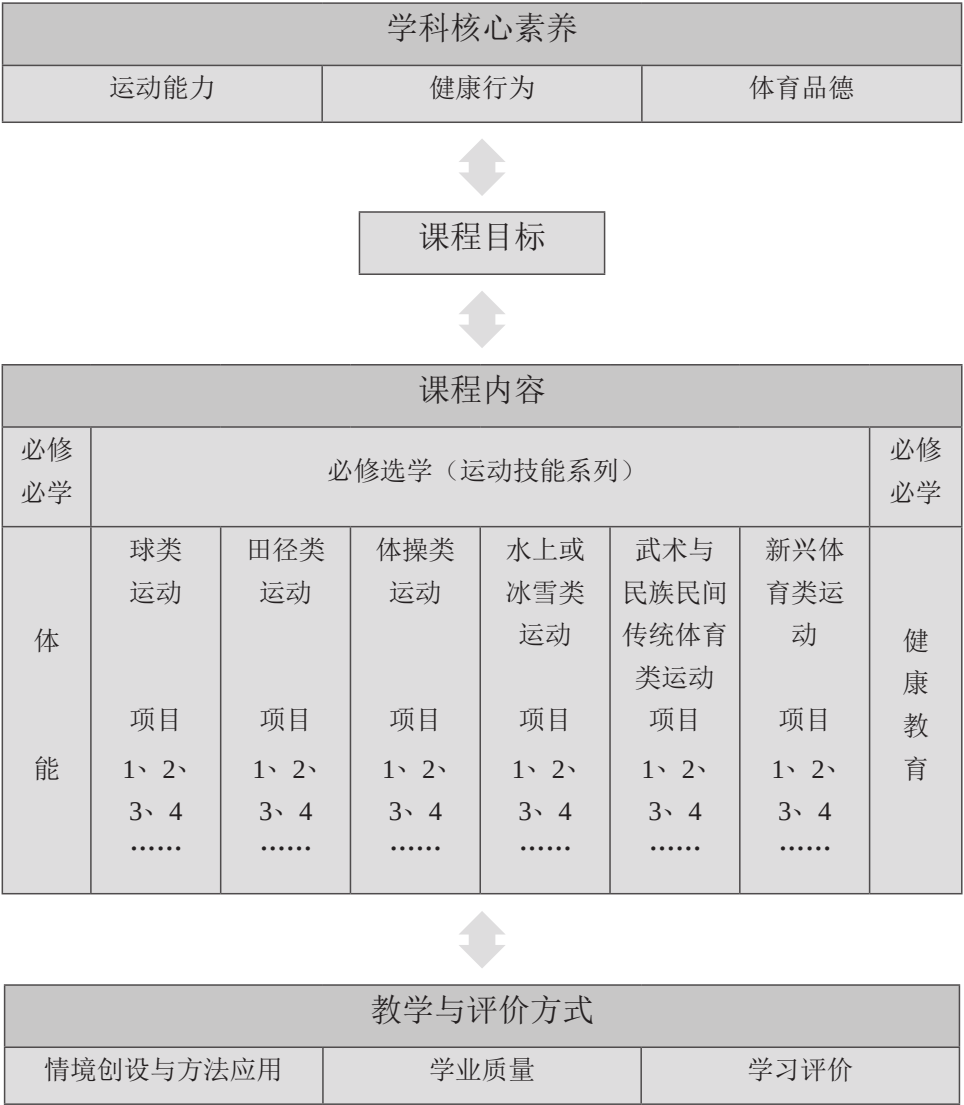 学科核心素养
运动能力
健康行为
体育品德
课程目标
课程内容
必修
必学
必修选学（运动技能系列）
必修
必学
体
能
球类
运动
项目
1、2、
3、4
……
田径类
运动
项目
1、2、
3、4
……
体操类
运动
项目
1、2、
3、4
……
水上或
冰雪类
运动
项目
1、2、
3、4
……
武术与
民族民间
传统体育
类运动
项目
1、2、
3、4
……
新兴体
育类运
动
项目
1、2、
3、4
……
健
康
教
育
教学与评价方式
情境创设与方法应用
学业质量
学习评价